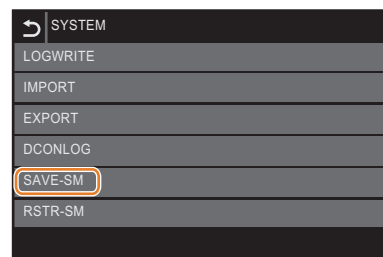 SYSTEM
LOGWRITE
IMPORT
EXPORT
DCONLOG
SAVE-SM
RSTR-SM